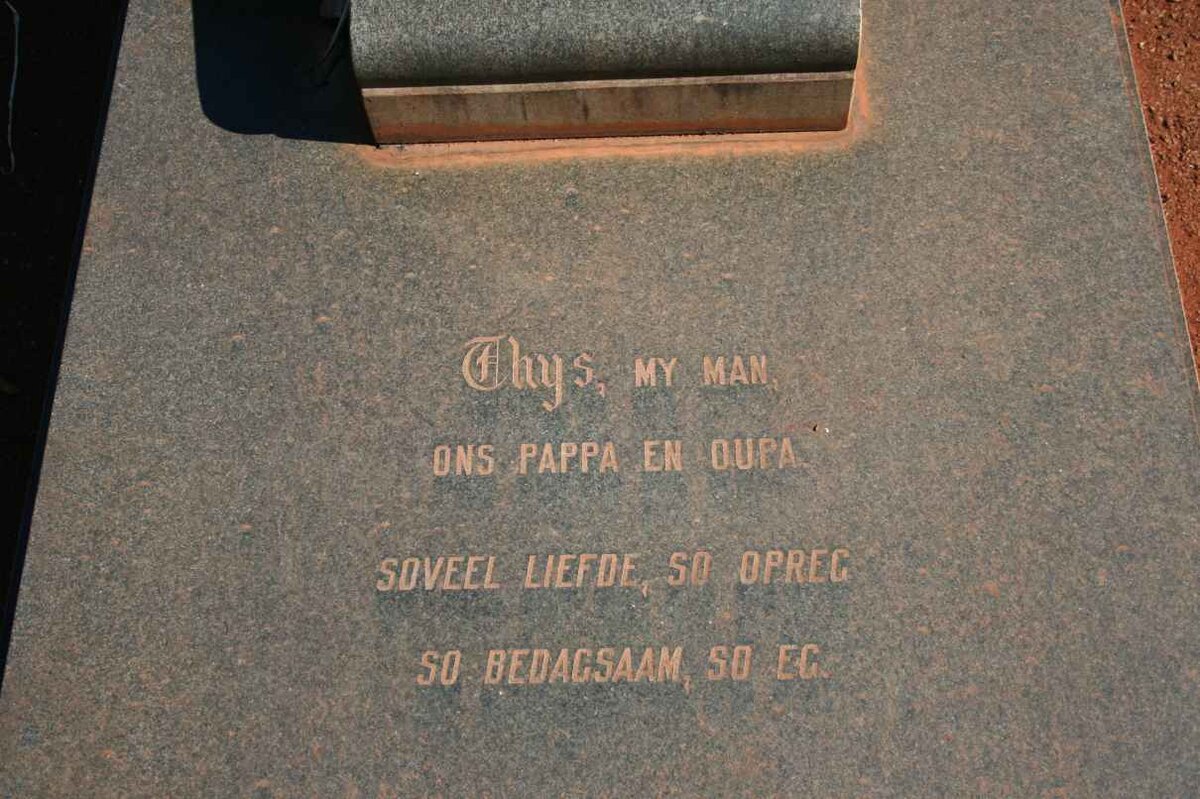 Thys, MY MAN,
ONS PAPPA EN OUPA.
SOVEEL LIEFDE, SO OPREG
SO BEDAGSAAM, SO EG.